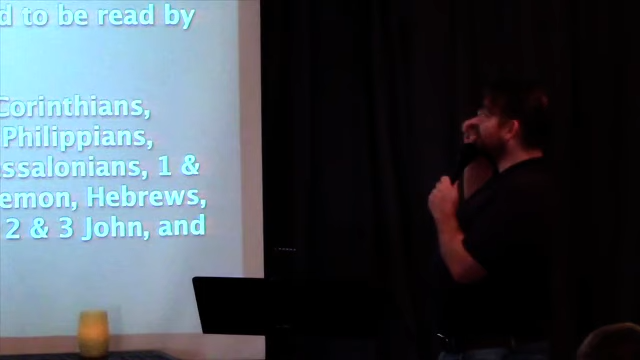 d to be read by
Corinthians,
Philippians,
ssalonians, 1 &
emon, Hebrews,
2 & 3 John, and